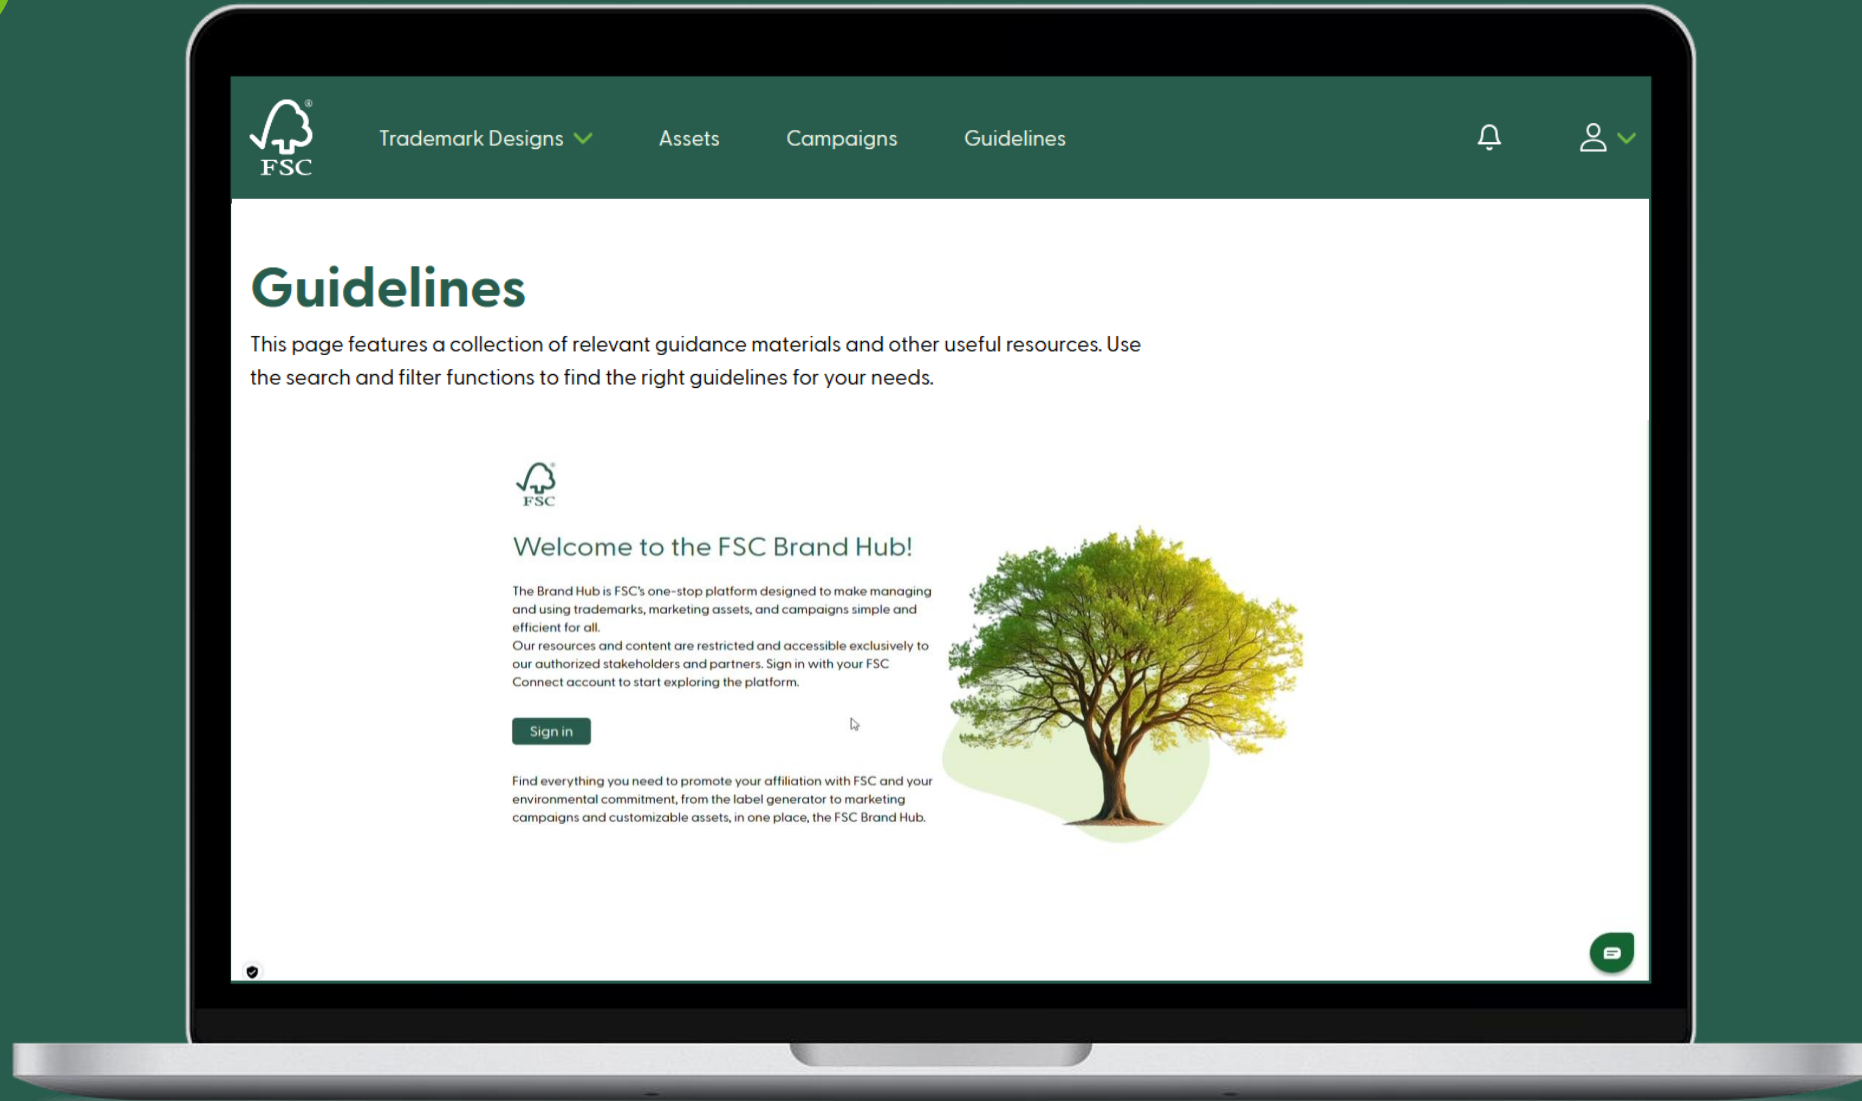 FSC®
Trademark Designs
Assets
Campaigns
Guidelines
Guidelines
This page features a collection of relevant guidance materials and other useful resources. Use
the search and filter functions to find the right guidelines for your needs.
FSC
Welcome to the FSC Brand Hub!
The Brand Hub is FSC's one-stop platform designed to make managing
and using trademarks, marketing assets, and campaigns simple and
efficient for all.
Our resources and content are restricted and accessible exclusively to
our authorized stakeholders and partners. Sign in with your FSC
Connect account to start exploring the platform.
Sign in
Find everything you need to promote your affiliation with FSC and your
environmental commitment, from the label generator to marketing
campaigns and customizable assets, in one place, the FSC Brand Hub.